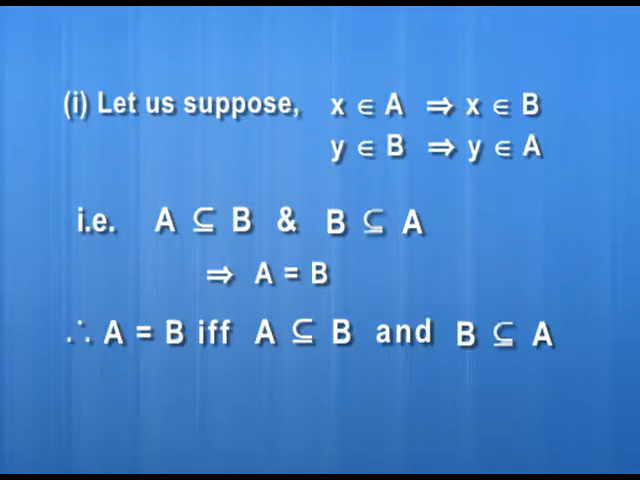 (i) Let us suppose, x ∈ A ⇒ x ∈ B
y ∈ B ⇒ y ∈ A
i.e. A ⊆ B & B ⊆ A
⇒ A = B
∴ A = B iff A ⊆ B and B ⊆ A